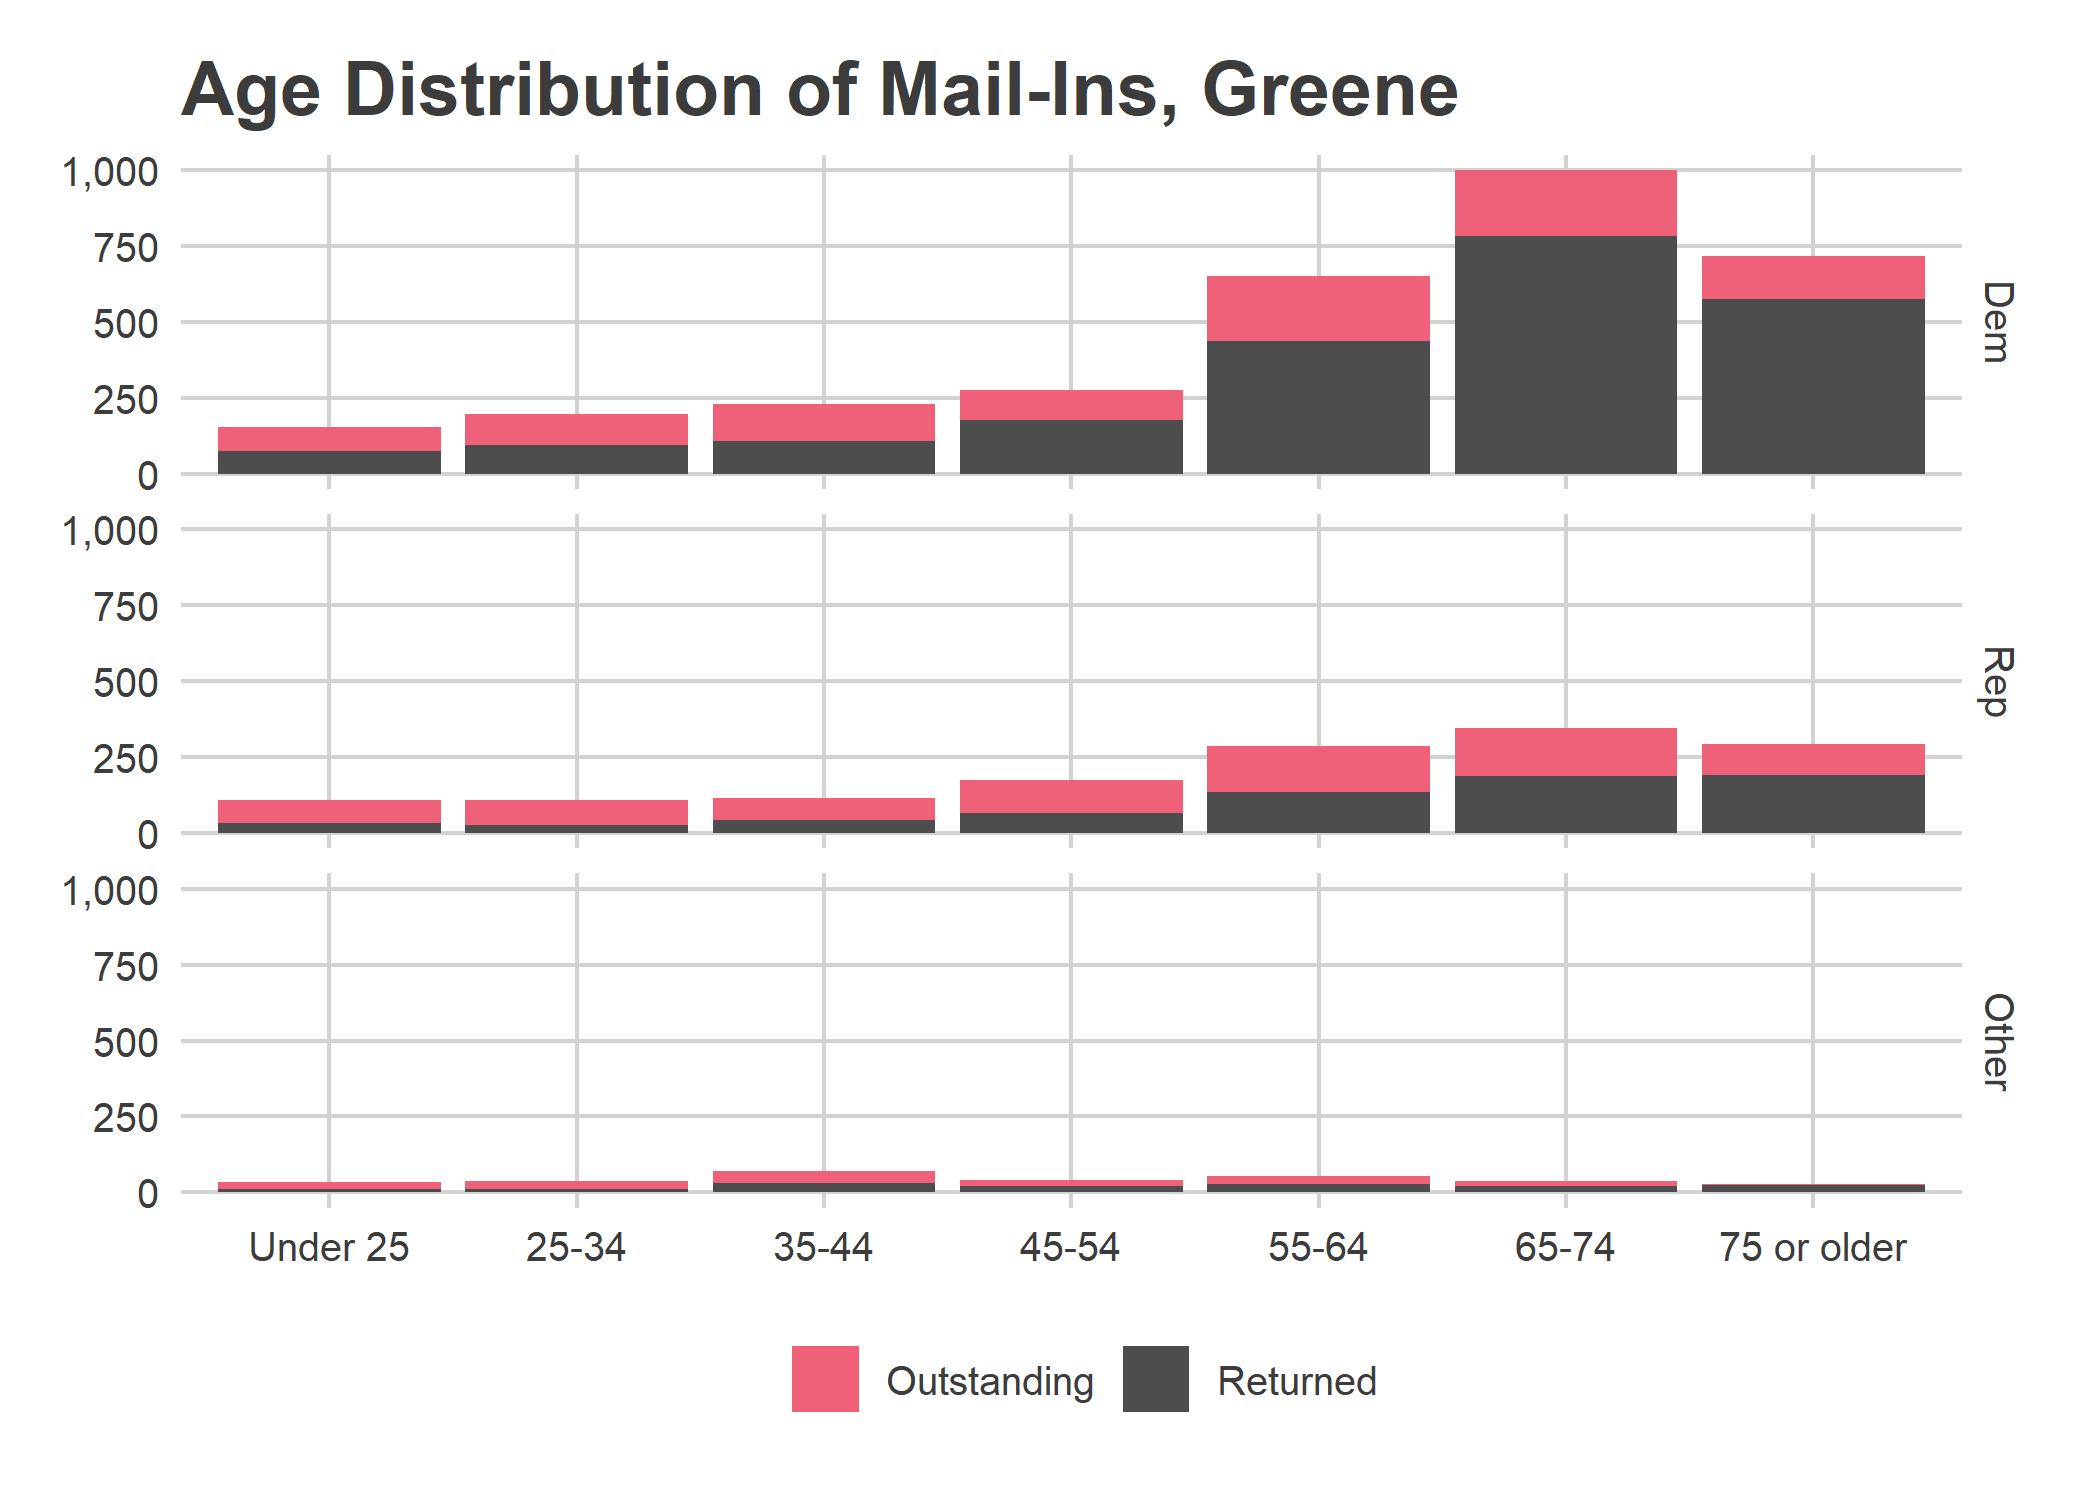 Age Distribution of Mail-Ins, Greene
1,000
750
500
250
0
Dem
1,000
750
500
250
0
Rep
1,000
750
500
250
0
Other
Under 25 25-34 35-44 45-54 55-64 65-74 75 or older
Outstanding Returned